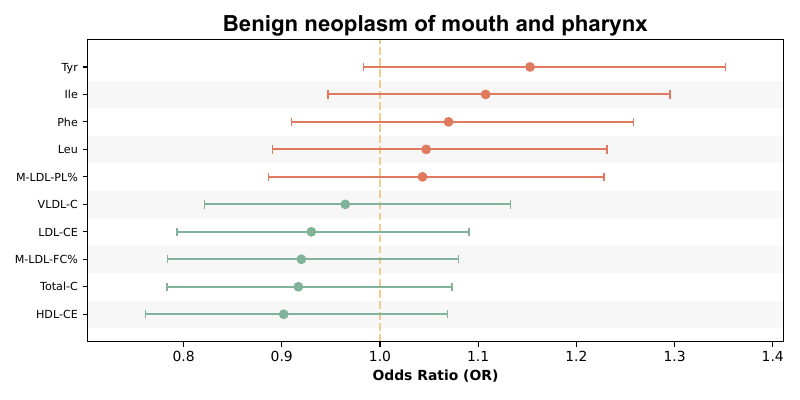 Benign neoplasm of mouth and pharynx
Tyr
Ile
Phe
Leu
M-LDL-PL%
VLDL-C
LDL-CE
M-LDL-FC%
Total-C
HDL-CE
0.8 0.9 1.0 1.1 1.2 1.3 1.4
Odds Ratio (OR)